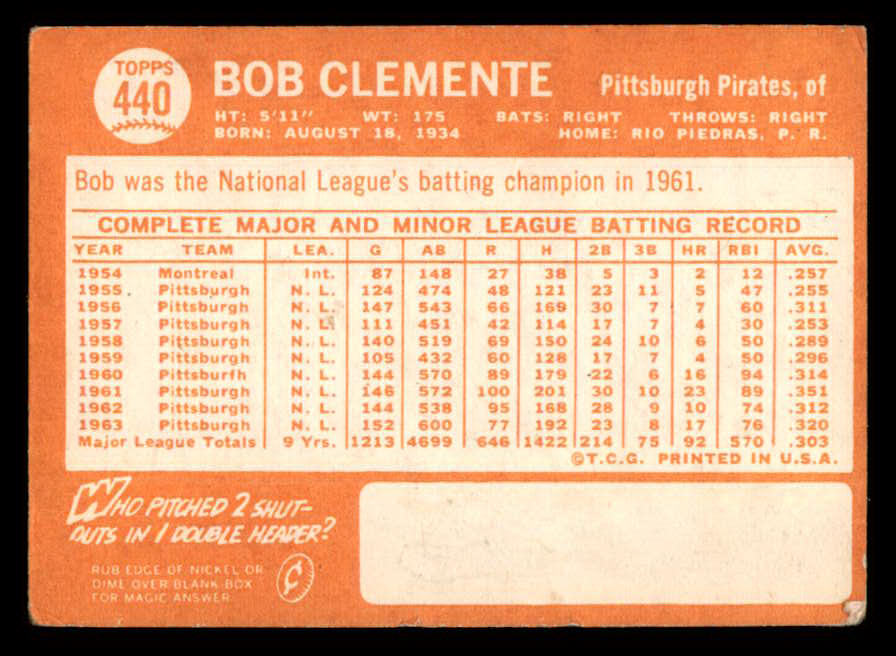 TOPPS
440
BOB CLEMENTE Pittsburgh Pirates, of
HT: 5'11" WT: 175 BATS: RIGHT THROWS: RIGHT
BORN: AUGUST 18, 1934 HOME: RIO PIEDRAS, P. R.
Bob was the National League's batting champion in 1961.
COMPLETE MAJOR AND MINOR LEAGUE BATTING RECORD
YEAR TEAM LEA. G AB R H 2B 3B HR RBI AVG.
1954 Montreal Int. 87 148 27 38 5 3 2 12 .257
1955 Pittsburgh N. L. 124 474 48 121 23 11 5 47 .255
1956 Pittsburgh N. L. 147 543 66 169 30 7 7 60 .311
1957 Pittsburgh N. L. 111 451 42 114 17 7 4 30 .253
1958 Pittsburgh N. L. 140 519 69 150 24 10 6 50 .289
1959 Pittsburgh N. L. 105 432 60 128 17 7 4 50 .296
1960 Pittsburfh N. L. 144 570 89 179 22 6 16 94 .314
1961 Pittsburgh N. L. 146 572 100 201 30 10 23 89 .351
1962 Pittsburgh N. L. 144 538 95 168 28 9 10 74 .312
1963 Pittsburgh N. L. 152 600 77 192 23 8 17 76 .320
Major League Totals 9 Yrs. 1213 4699 646 1422 214 75 92 570 .303
©T.C.G. PRINTED IN U.S.A.
WHO PITCHED 2 SHUT-
OUTS IN 1 DOUBLE HEADER?
RUB EDGE OF NICKEL OR
DIME OVER BLANK BOX
FOR MAGIC ANSWER
¢